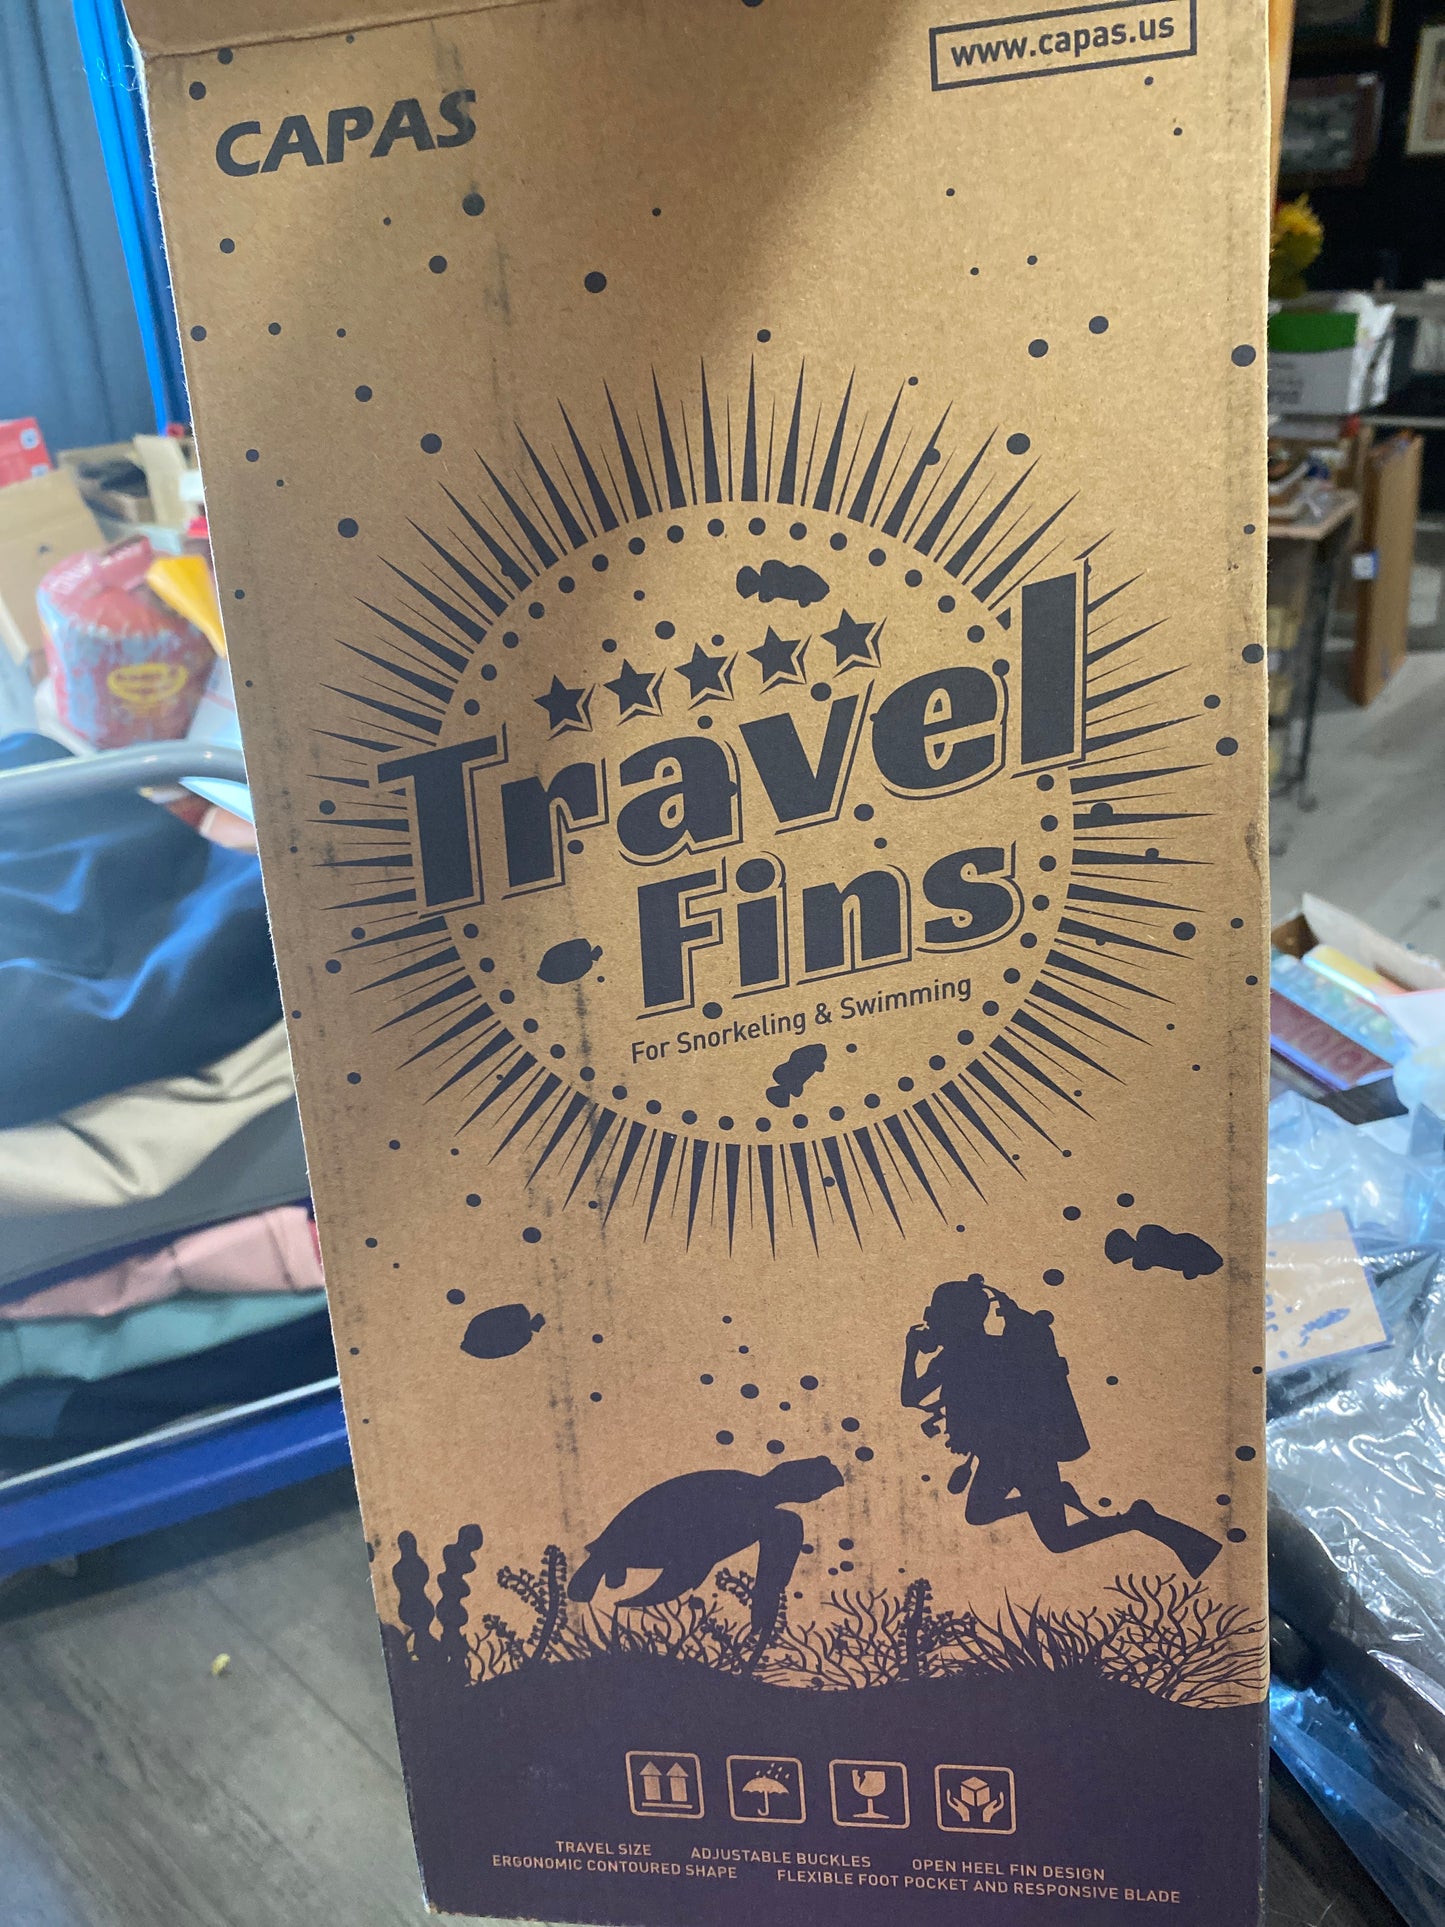 www.capas.us
CAPAS
Travel
Fins
For Snorkeling & Swimming
TRAVEL SIZE ADJUSTABLE BUCKLES OPEN HEEL FIN DESIGN
ERGONOMIC CONTOURED SHAPE FLEXIBLE FOOT POCKET AND RESPONSIVE BLADE